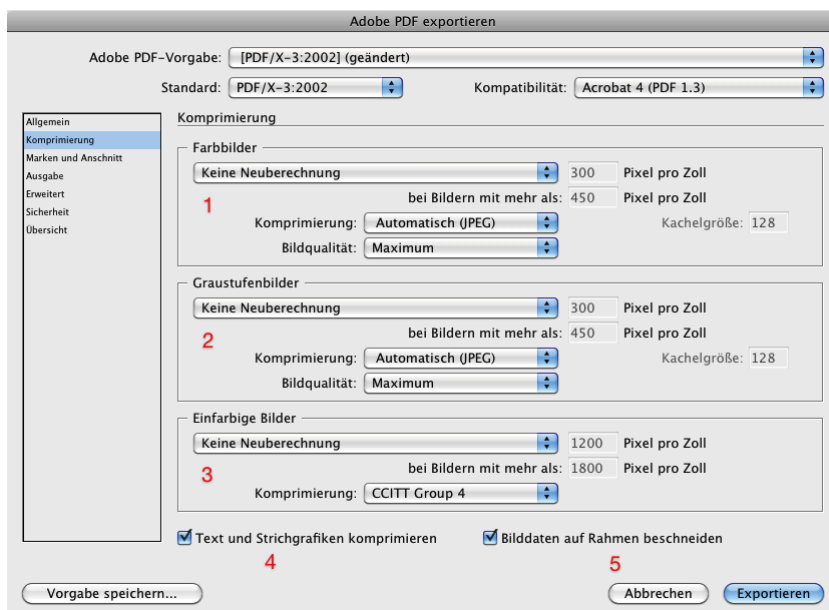 Adobe PDF exportieren
Adobe PDF-Vorgabe: [PDF/X-3:2002] (geändert)
Standard: PDF/X-3:2002 Kompatibilität: Acrobat 4 (PDF 1.3)
Allgemein
Komprimierung
Marken und Anschnitt
Ausgabe
Erweitert
Sicherheit
Übersicht
Komprimierung
Farbbilder
Keine Neuberechnung 300 Pixel pro Zoll
1 bei Bildern mit mehr als: 450 Pixel pro Zoll
Komprimierung: Automatisch (JPEG) Kachelgröße: 128
Bildqualität: Maximum
Graustufenbilder
Keine Neuberechnung 300 Pixel pro Zoll
2 bei Bildern mit mehr als: 450 Pixel pro Zoll
Komprimierung: Automatisch (JPEG) Kachelgröße: 128
Bildqualität: Maximum
Einfarbige Bilder
Keine Neuberechnung 1200 Pixel pro Zoll
3 bei Bildern mit mehr als: 1800 Pixel pro Zoll
Komprimierung: CCITT Group 4
Text und Strichgrafiken komprimieren Bilddaten auf Rahmen beschneiden
4 5
Vorgabe speichern... Abbrechen Exportieren